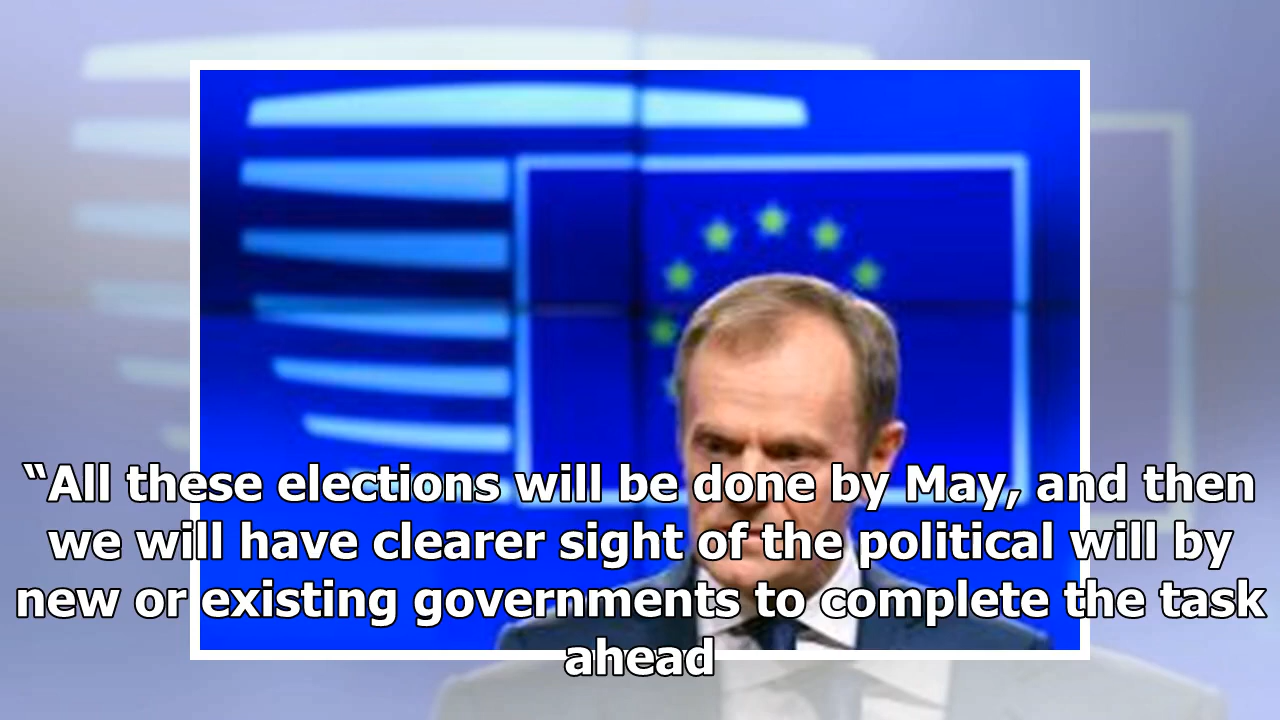 “All these elections will be done by May, and then
we will have clearer sight of the political will by
new or existing governments to complete the task
ahead